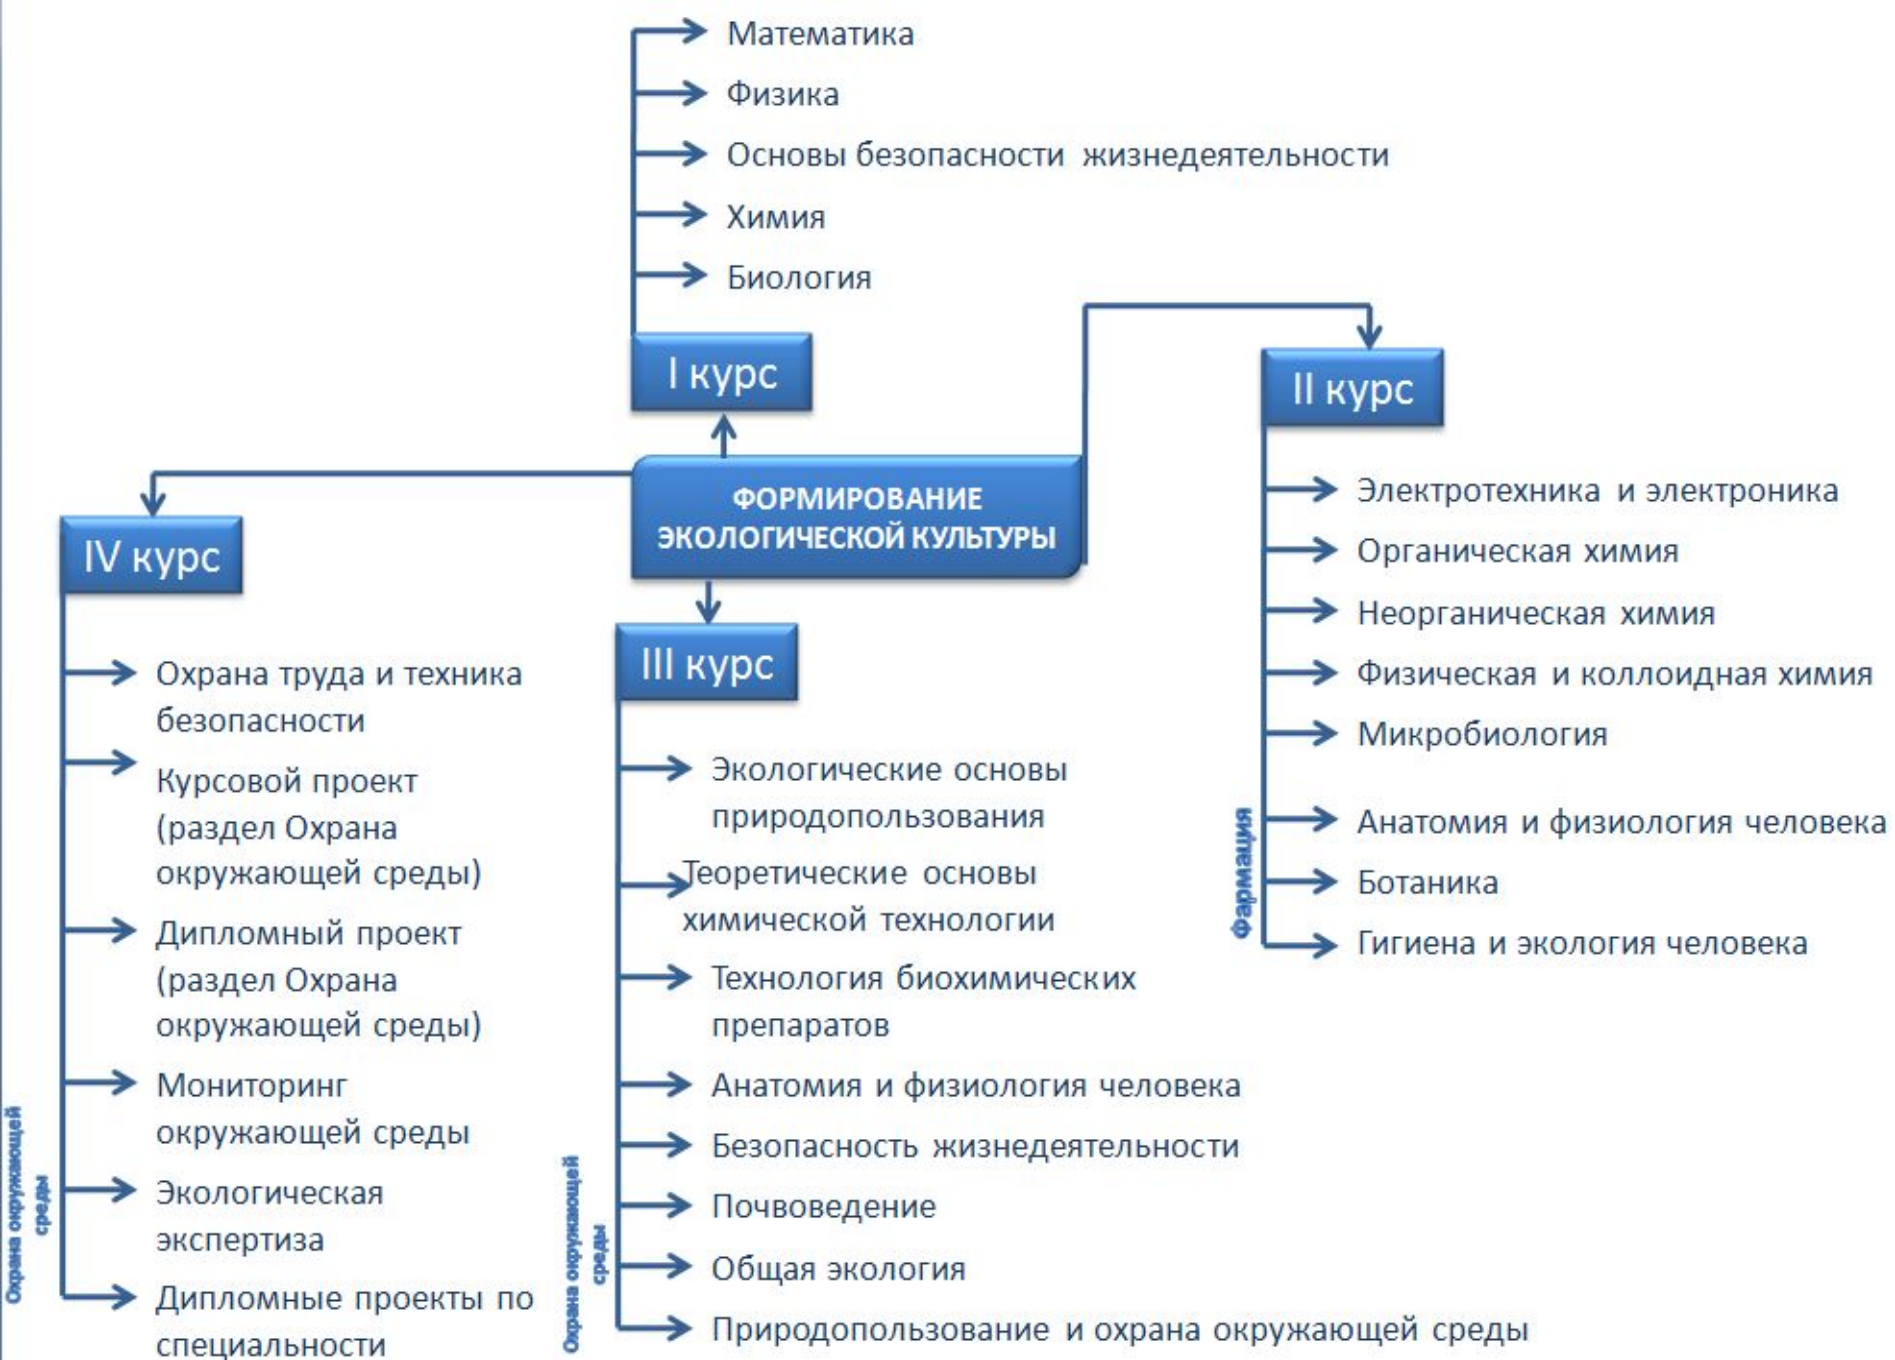 Математика
Физика
Основы безопасности жизнедеятельности
Химия
Биология
I курс
ФОРМИРОВАНИЕ
ЭКОЛОГИЧЕСКОЙ КУЛЬТУРЫ
II курс
Электротехника и электроника
Органическая химия
Неорганическая химия
Физическая и коллоидная химия
Микробиология
Фармация
Анатомия и физиология человека
Ботаника
Гигиена и экология человека
III курс
Экологические основы
природопользования
Теоретические основы
химической технологии
Технология биохимических
препаратов
Анатомия и физиология человека
Безопасность жизнедеятельности
Охрана окружающей
среды
Почвоведение
Общая экология
Природопользование и охрана окружающей среды
IV курс
Охрана труда и техника
безопасности
Курсовой проект
(раздел Охрана
окружающей среды)
Дипломный проект
(раздел Охрана
окружающей среды)
Охрана окружающей
среды
Мониторинг
окружающей среды
Экологическая
экспертиза
Дипломные проекты по
специальности